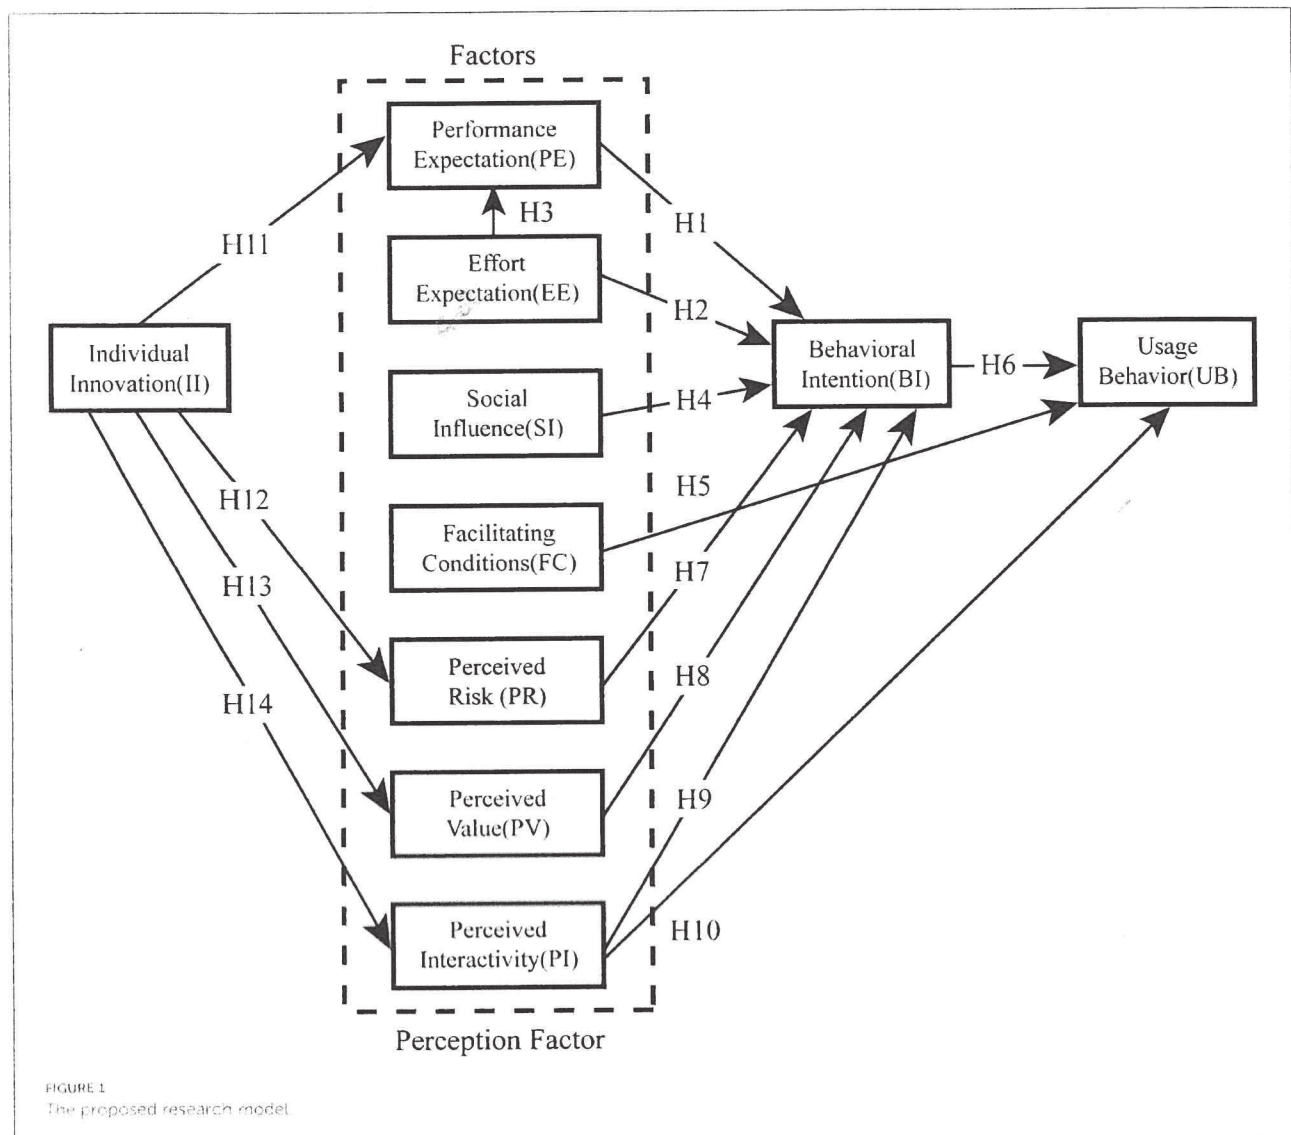 Factors
Performance
Expectation(PE)
H3
H1
H11
Effort
Expectation(EE)
H2
Individual
Innovation(II)
Behavioral
Intention(BI)
H6
Usage
Behavior(UB)
Social
Influence(SI)
H4
H12
H5
Facilitating
Conditions(FC)
H7
H13
Perceived
Risk (PR)
H8
H14
Perceived
Value(PV)
H9
Perceived
Interactivity(PI)
H10
Perception Factor
FIGURE 1
The proposed research model.